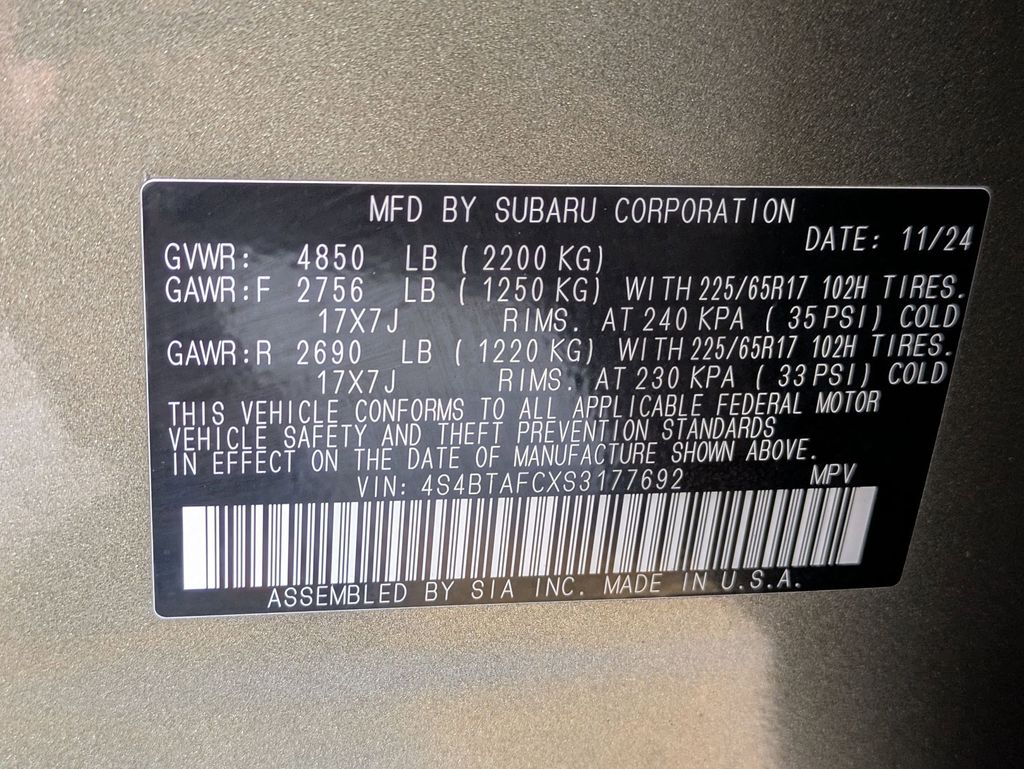 MFD BY SUBARU CORPORATION
DATE: 11/24
GVWR: 4850 LB ( 2200 KG)
GAWR:F 2756 LB ( 1250 KG) WITH 225/65R17 102H TIRES.
17X7J RIMS. AT 240 KPA ( 35 PSI) COLD
GAWR:R 2690 LB ( 1220 KG) WITH 225/65R17 102H TIRES.
17X7J RIMS. AT 230 KPA ( 33 PSI) COLD
THIS VEHICLE CONFORMS TO ALL APPLICABLE FEDERAL MOTOR
VEHICLE SAFETY AND THEFT PREVENTION STANDARDS
IN EFFECT ON THE DATE OF MANUFACTURE SHOWN ABOVE.
VIN: 4S4BTAFCXS3177692 MPV
ASSEMBLED BY SIA INC. MADE IN U.S.A.